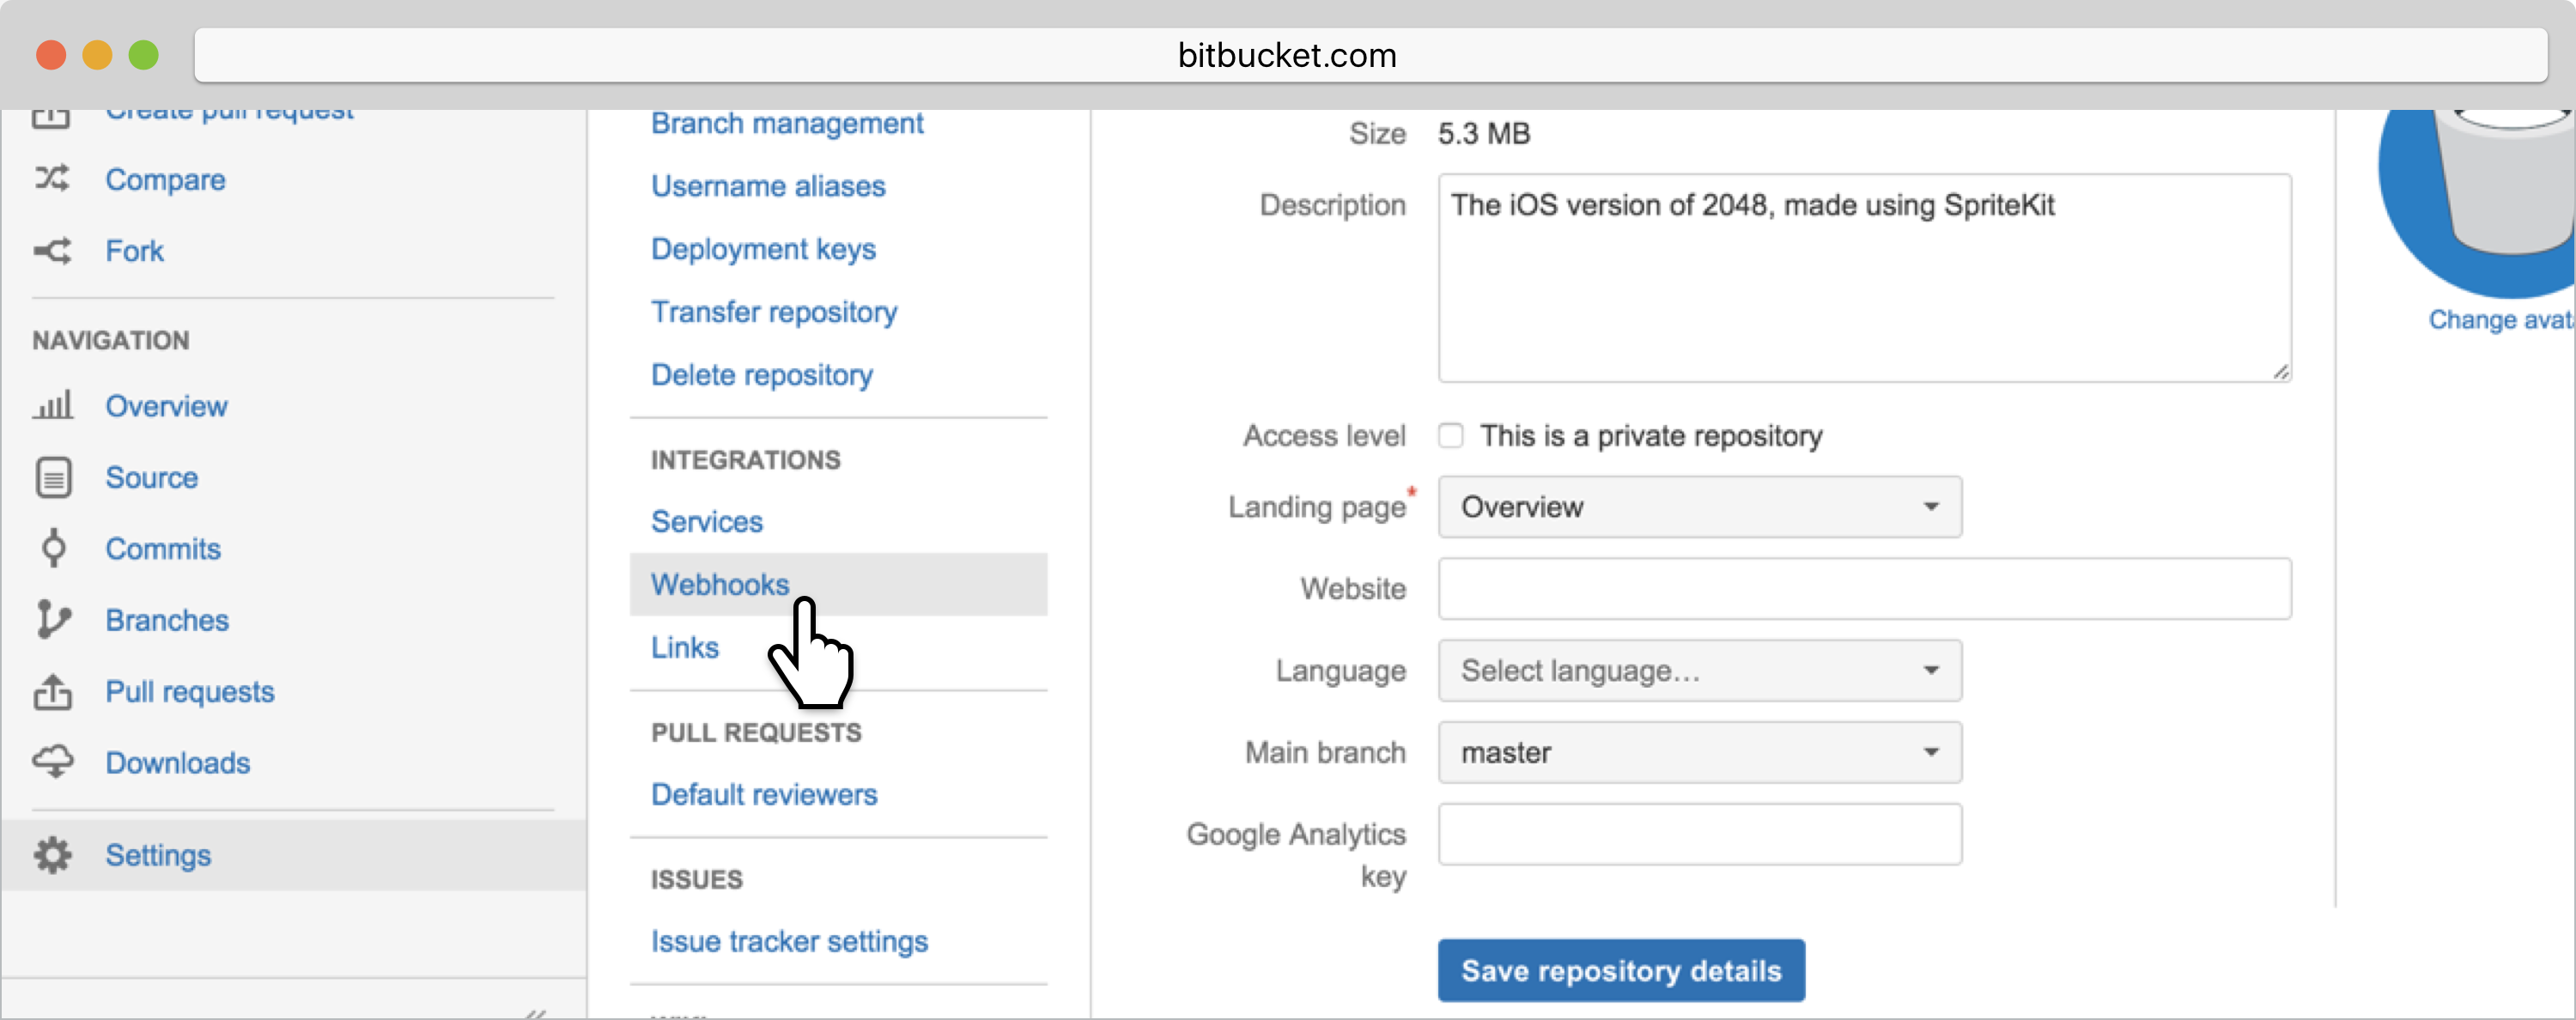 bitbucket.com
Create pull request
Compare
Fork
NAVIGATION
Overview
Source
Commits
Branches
Pull requests
Downloads
Settings
Branch management
Username aliases
Deployment keys
Transfer repository
Delete repository
INTEGRATIONS
Services
Webhooks
Links
PULL REQUESTS
Default reviewers
ISSUES
Issue tracker settings
Size 5.3 MB
Description The iOS version of 2048, made using SpriteKit
Access level This is a private repository
Landing page* Overview
Website
Language Select language...
Main branch master
Google Analytics
key
Save repository details
Change avat